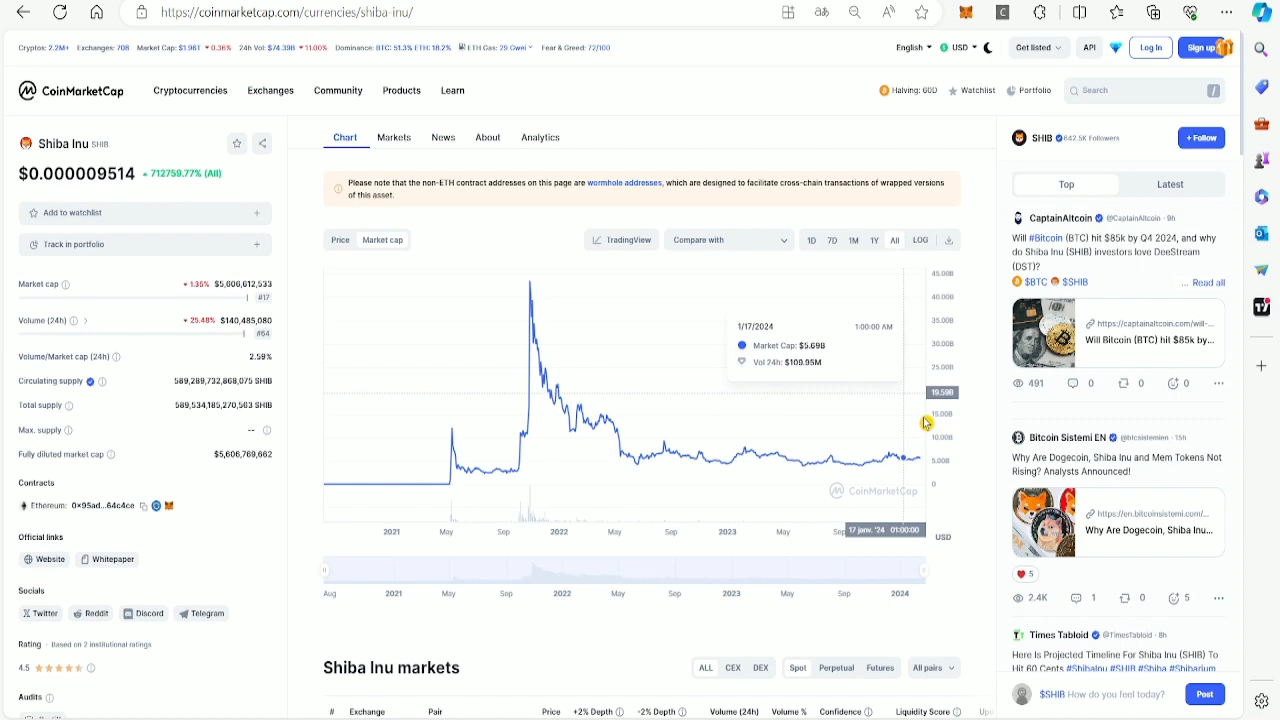 https://coinmarketcap.com/currencies/shiba-inu/
Cryptos: 2.2M+ Exchanges: 708 Market Cap: $1.96T 0.36% 24h Vol: $74.39B 11.00% Dominance: BTC: 51.3% ETH: 18.2% ETH Gas: 29 Gwei Fear & Greed: 72/100
English USD Get listed API Log In Sign up
CoinMarketCap Cryptocurrencies Exchanges Community Products Learn
Halving: 60D Watchlist Portfolio Search /
Shiba Inu SHIB
$0.000009514 712759.77% (All)
Add to watchlist +
Track in portfolio +
Market cap 1.35% $5,606,612,533
#17
Volume (24h) 25.48% $140,485,080
#64
Volume/Market cap (24h) 2.59%
Circulating supply 589,289,732,868,075 SHIB
Total supply 589,534,185,270,563 SHIB
Max. supply --
Fully diluted market cap $5,606,769,662
Contracts
Ethereum: 0x95ad...64c4ce
Official links
Website Whitepaper
Socials
Twitter Reddit Discord Telegram
Rating · Based on 2 institutional ratings
4.5
Audits
Chart Markets News About Analytics
Please note that the non-ETH contract addresses on this page are wormhole addresses, which are designed to facilitate cross-chain transactions of wrapped versions
of this asset.
Price Market cap
TradingView Compare with 1D 7D 1M 1Y All LOG
45.00B
40.00B
35.00B
30.00B
25.00B
19.59B
15.00B
10.00B
5.00B
0
1/17/2024 1:00:00 AM
Market Cap: $5.69B
Vol 24h: $109.95M
CoinMarketCap
2021 May Sep 2022 May Sep 2023 May Sep 17 janv. '24 01:00:00
USD
Aug 2021 May Sep 2022 May Sep 2023 May Sep 2024
Shiba Inu markets
ALL CEX DEX Spot Perpetual Futures All pairs
# Exchange Pair Price +2% Depth -2% Depth Volume (24h) Volume % Confidence Liquidity Score
SHIB 642.5K Followers + Follow
Top Latest
CaptainAltcoin @CaptainAltcoin · 9h
Will #Bitcoin (BTC) hit $85k by Q4 2024, and why
do Shiba Inu (SHIB) investors love DeeStream
(DST)?
$BTC $SHIB ... Read all
https://captainaltcoin.com/will-...
Will Bitcoin (BTC) hit $85k by...
491 0 0 0
Bitcoin Sistemi EN @btcsistemien · 15h
Why Are Dogecoin, Shiba Inu and Mem Tokens Not
Rising? Analysts Announced!
https://en.bitcoinsistemi.com/...
Why Are Dogecoin, Shiba Inu...
5
2.4K 1 0 5
Times Tabloid @TimesTabloid · 8h
Here Is Projected Timeline For Shiba Inu (SHIB) To
Hit 60 Cents #ShibaInu #SHIB #Shiba #Shibarium
$SHIB How do you feel today? Post